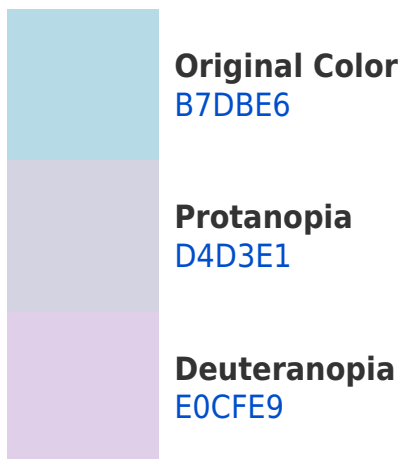 Original Color
B7DBE6
Protanopia
D4D3E1
Deuteranopia
E0CFE9